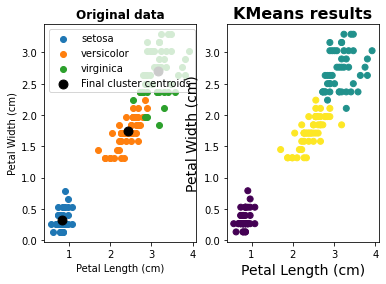 Original data
KMeans results
setosa
versicolor
virginica
Final cluster centroids
Petal Width (cm)
3.0
2.5
2.0
1.5
1.0
0.5
0.0
1
2
3
4
Petal Length (cm)
Petal Width (cm)
3.0
2.5
2.0
1.5
1.0
0.5
0.0
1
2
3
4
Petal Length (cm)